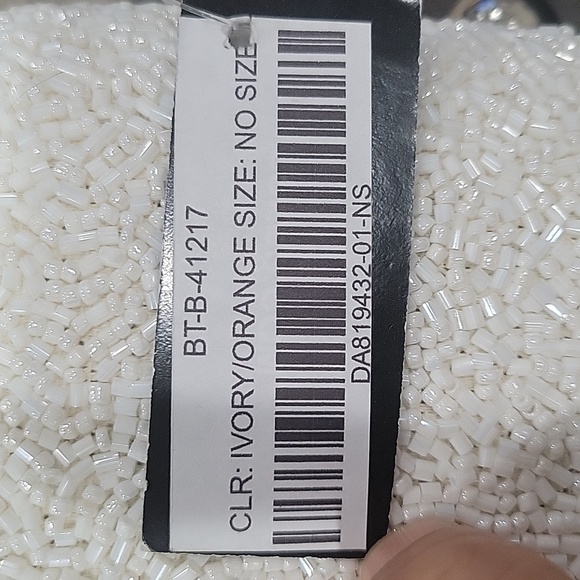 BT-B-41217
CLR: IVORY/ORANGE SIZE: NO SIZE
DA819432-01-NS